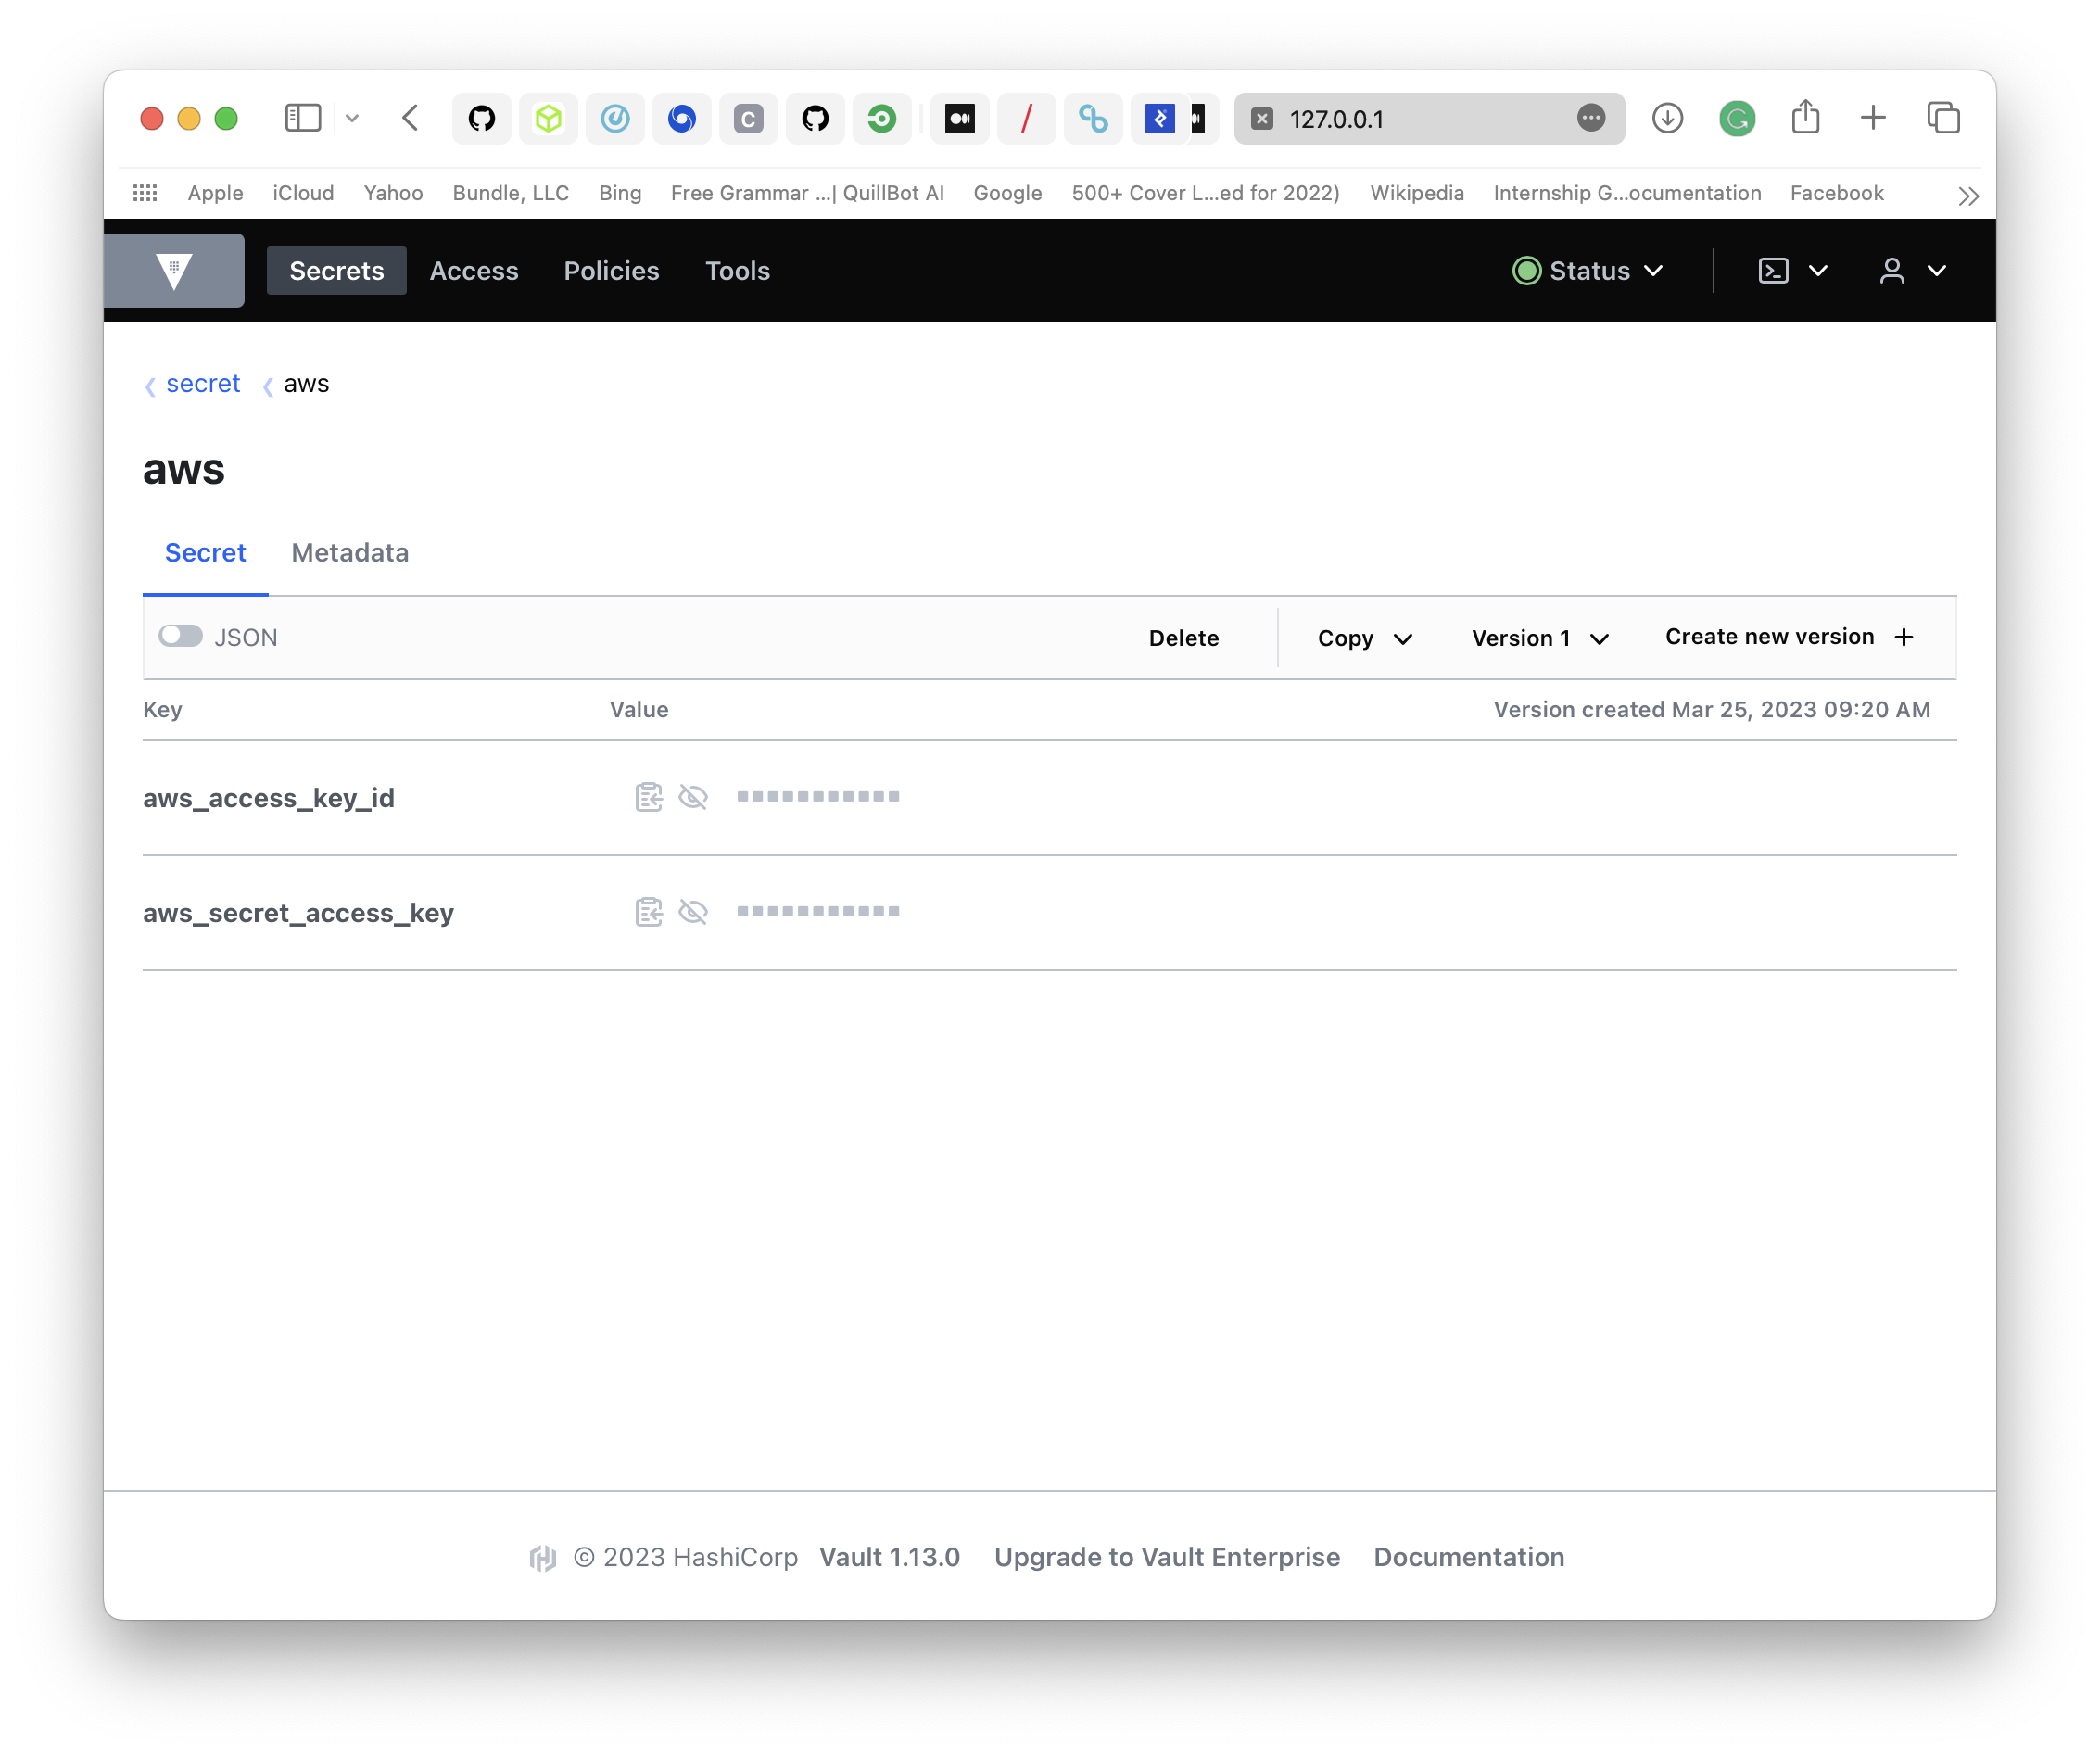 C
127.0.0.1
Apple iCloud Yahoo Bundle, LLC Bing Free Grammar ...| QuillBot AI Google 500+ Cover L...ed for 2022) Wikipedia Internship G...ocumentation Facebook
Secrets Access Policies Tools Status
secret aws
aws
Secret Metadata
JSON Delete Copy Version 1 Create new version +
Key Value Version created Mar 25, 2023 09:20 AM
aws_access_key_id
aws_secret_access_key
© 2023 HashiCorp Vault 1.13.0 Upgrade to Vault Enterprise Documentation